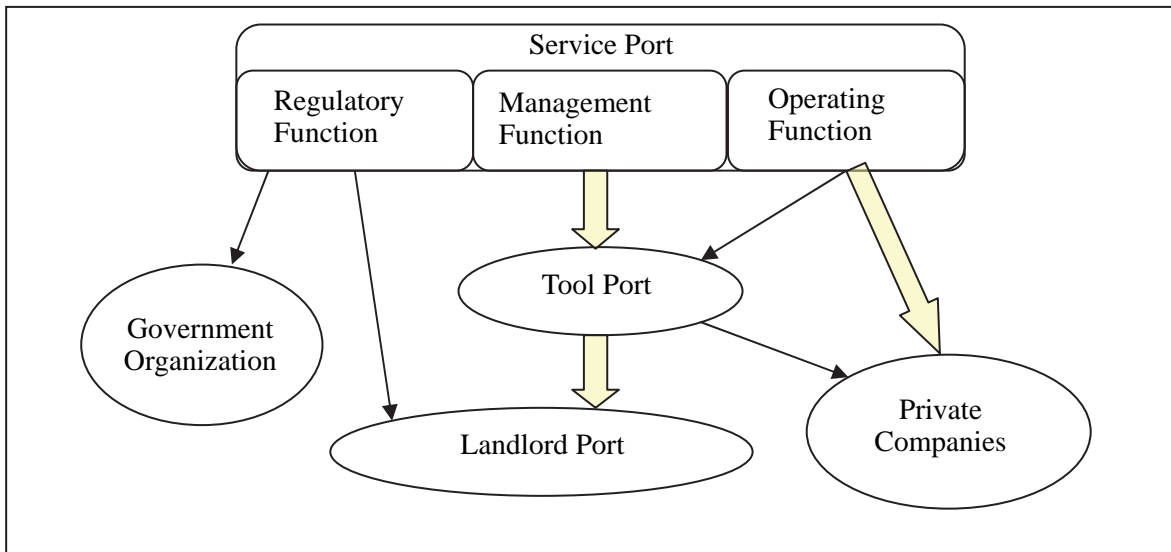 Service Port
Regulatory
Function
Management
Function
Operating
Function
Tool Port
Government
Organization
Private
Companies
Landlord Port